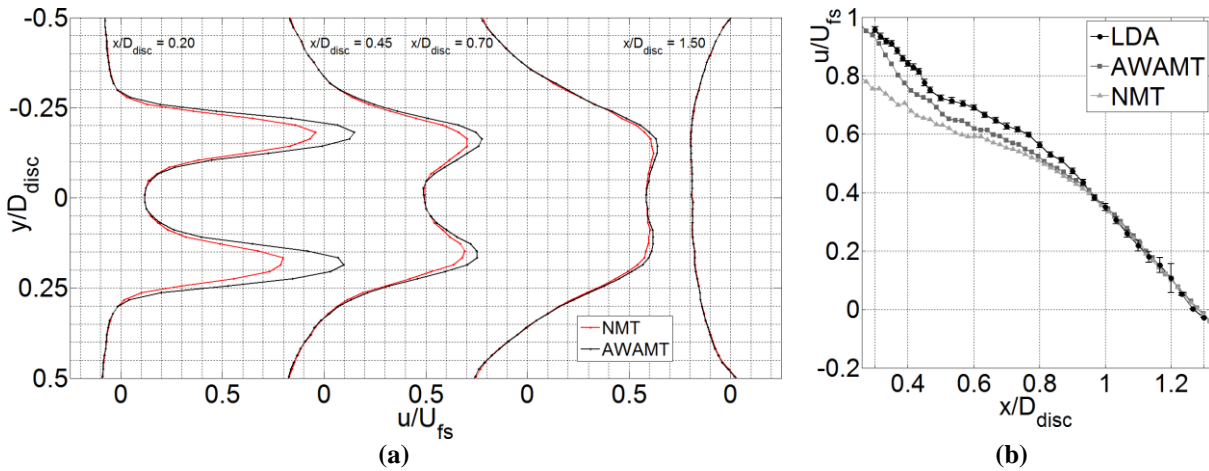 x/D_disc = 0.20
x/D_disc = 0.45
x/D_disc = 0.70
x/D_disc = 1.50
-0.5
-0.25
0
0.25
0.5
y/D_disc
NMT
AWAMT
0 0.5 0 0.5 0 0.5 0
u/U_fs
(a)
1
0.8
0.6
0.4
0.2
0
-0.2
u/U_fs
LDA
AWAMT
NMT
0.4 0.6 0.8 1 1.2
x/D_disc
(b)